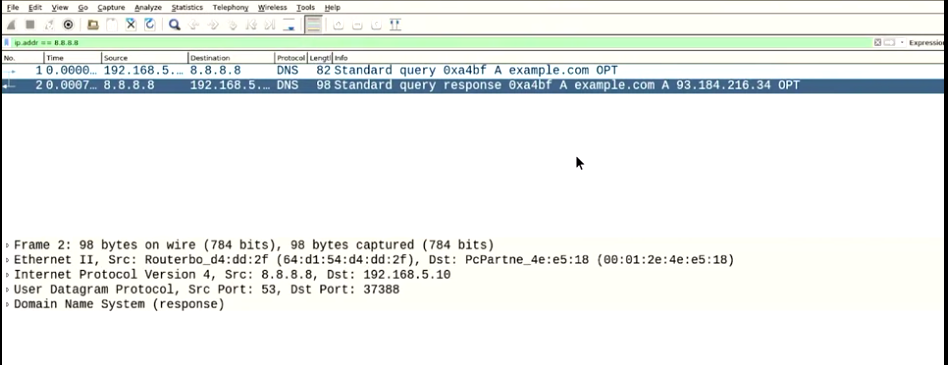 File Edit View Go Capture Analyze Statistics Telephony Wireless Tools Help
ip.addr == 8.8.8.8 Expression
No. Time Source Destination Protocol Lengtl Info
1 0.0000… 192.168.5.… 8.8.8.8 DNS 82 Standard query 0xa4bf A example.com OPT
2 0.0007… 8.8.8.8 192.168.5.… DNS 98 Standard query response 0xa4bf A example.com A 93.184.216.34 OPT
Frame 2: 98 bytes on wire (784 bits), 98 bytes captured (784 bits)
Ethernet II, Src: Routerbo_d4:dd:2f (64:d1:54:d4:dd:2f), Dst: PcPartne_4e:e5:18 (00:01:2e:4e:e5:18)
Internet Protocol Version 4, Src: 8.8.8.8, Dst: 192.168.5.10
User Datagram Protocol, Src Port: 53, Dst Port: 37388
Domain Name System (response)